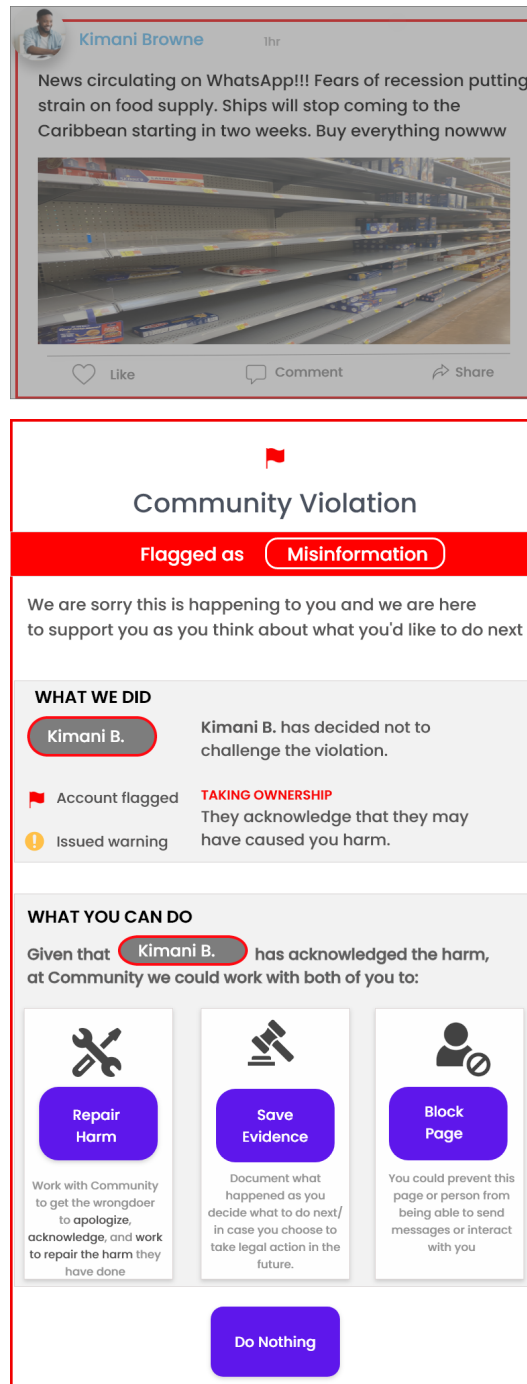 Kimani Browne 1hr
News circulating on WhatsApp!!! Fears of recession putting
strain on food supply. Ships will stop coming to the
Caribbean starting in two weeks. Buy everything nowww
Like Comment Share
Community Violation
Flagged as Misinformation
We are sorry this is happening to you and we are here
to support you as you think about what you'd like to do next
WHAT WE DID
Kimani B.
Kimani B. has decided not to
challenge the violation.
Account flagged
Issued warning
TAKING OWNERSHIP
They acknowledge that they may
have caused you harm.
WHAT YOU CAN DO
Given that Kimani B. has acknowledged the harm,
at Community we could work with both of you to:
Repair
Harm
Work with Community
to get the wrongdoer
to apologize,
acknowledge, and work
to repair the harm they
have done
Save
Evidence
Document what
happened as you
decide what to do next/
in case you choose to
take legal action in the
future.
Block
Page
You could prevent this
page or person from
being able to send
messages or interact
with you
Do Nothing